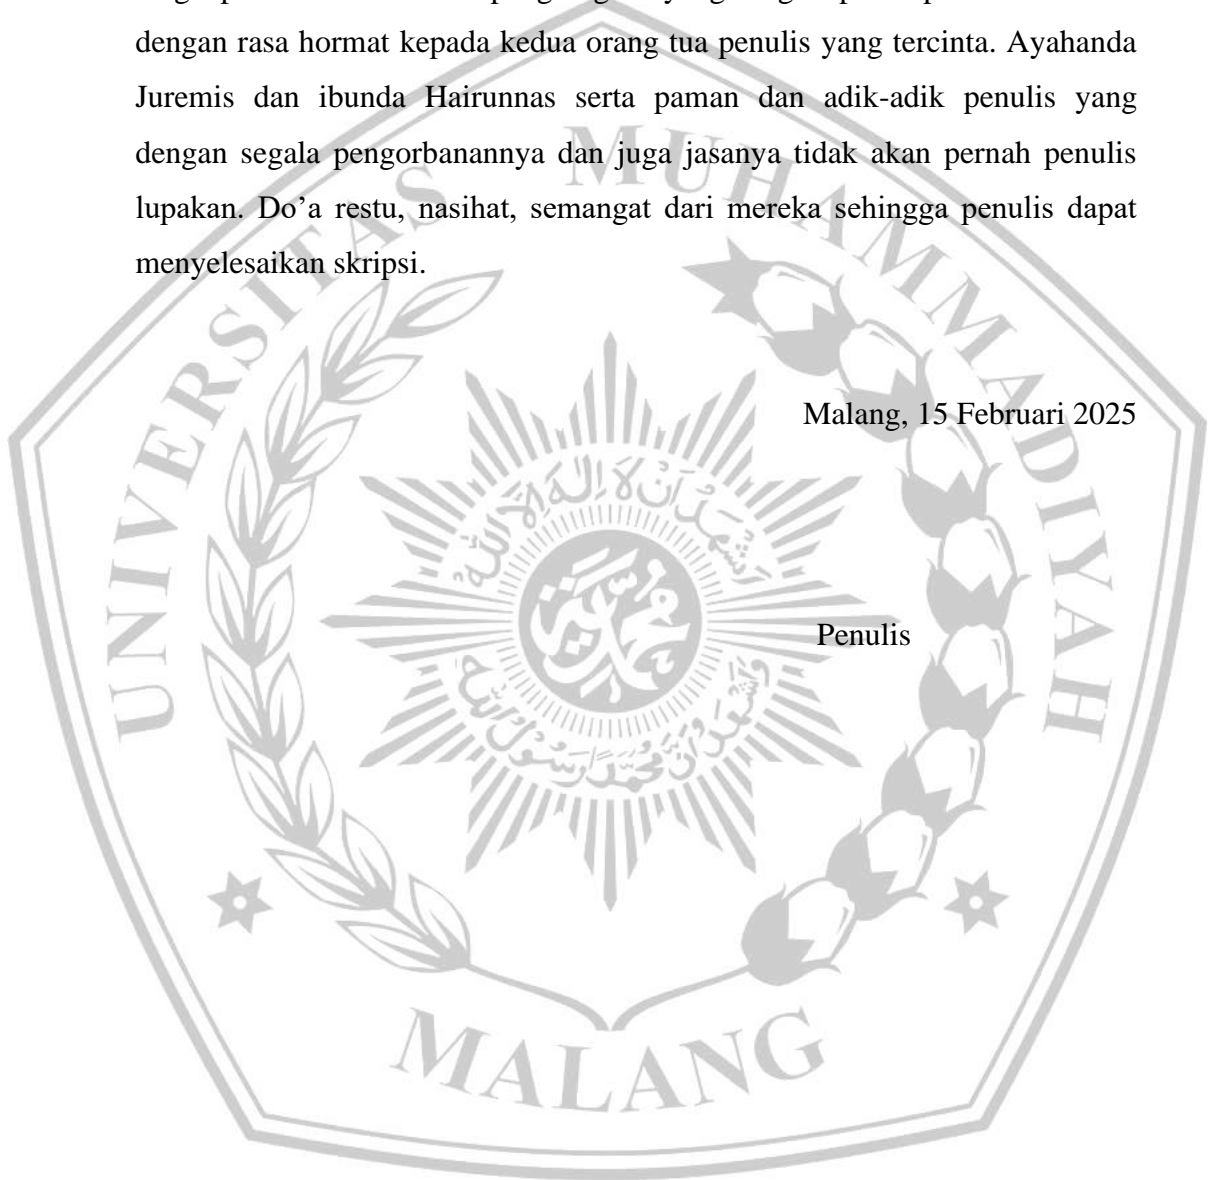 dengan rasa hormat kepada kedua orang tua penulis yang tercinta. Ayahanda
Juremis dan ibunda Hairunnas serta paman dan adik-adik penulis yang
dengan segala pengorbanannya dan juga jasanya tidak akan pernah penulis
lupakan. Do’a restu, nasihat, semangat dari mereka sehingga penulis dapat
menyelesaikan skripsi.
Malang, 15 Februari 2025
Penulis
UNIVERSITAS MUHAMMADIYAH
MALANG